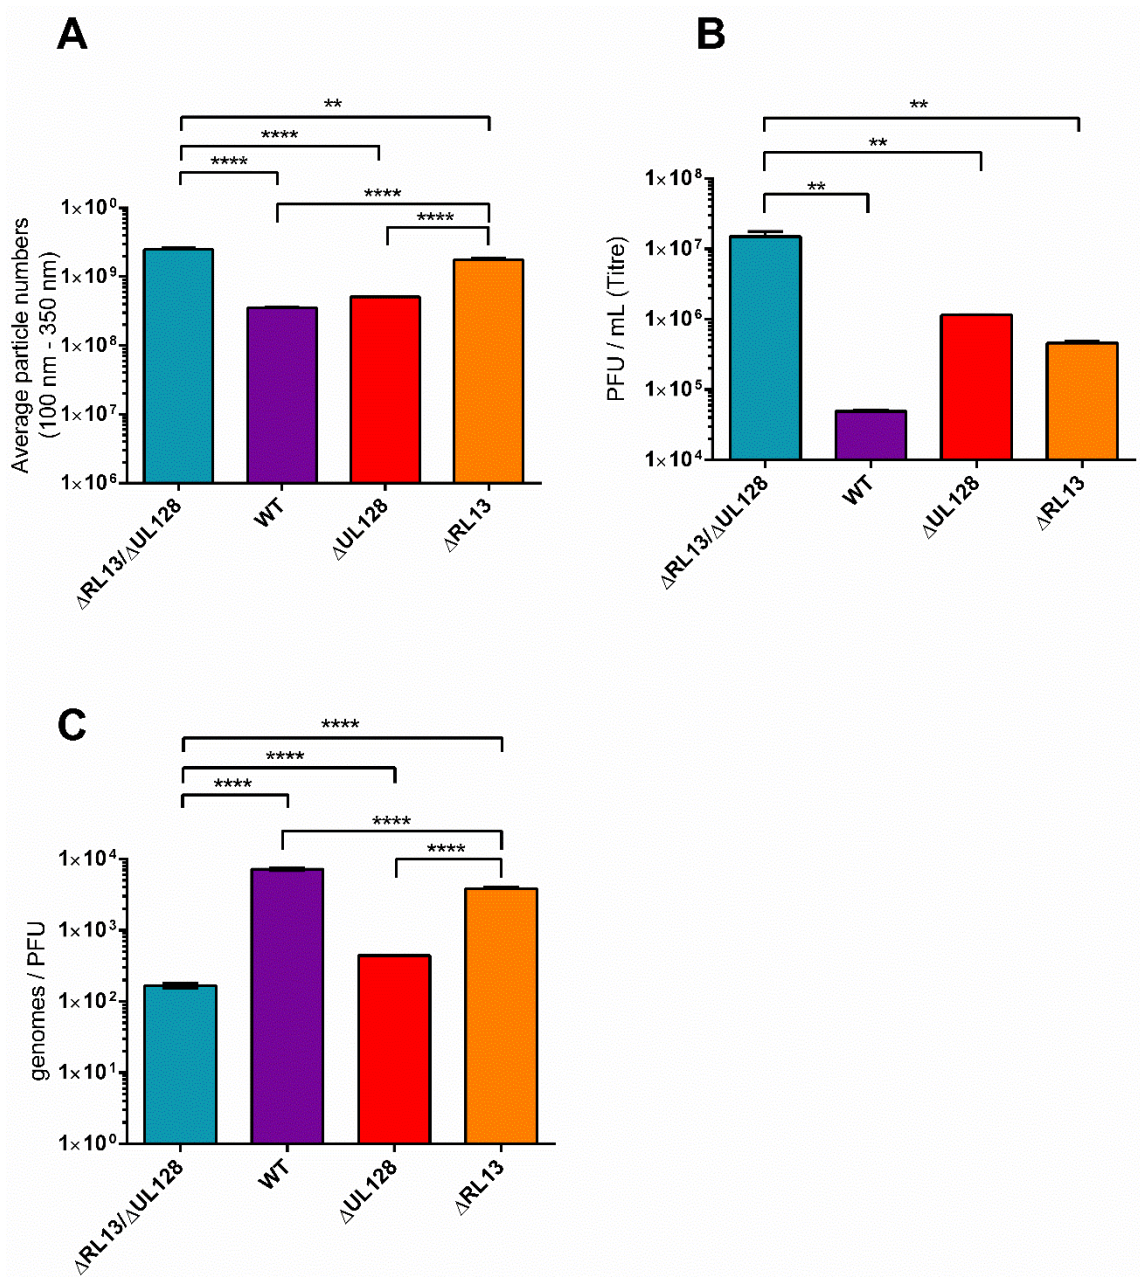 A
**
****
****
****
****
Average particle numbers
(100 nm - 350 nm)
1×10⁰
1×10⁹
1×10⁸
1×10⁷
1×10⁶
ΔRL13/ΔUL128
WT
ΔUL128
ΔRL13
B
**
**
**
PFU / mL (Titre)
1×10⁸
1×10⁷
1×10⁶
1×10⁵
1×10⁴
ΔRL13/ΔUL128
WT
ΔUL128
ΔRL13
C
****
****
****
****
****
genomes / PFU
1×10⁴
1×10³
1×10²
1×10¹
1×10⁰
ΔRL13/ΔUL128
WT
ΔUL128
ΔRL13